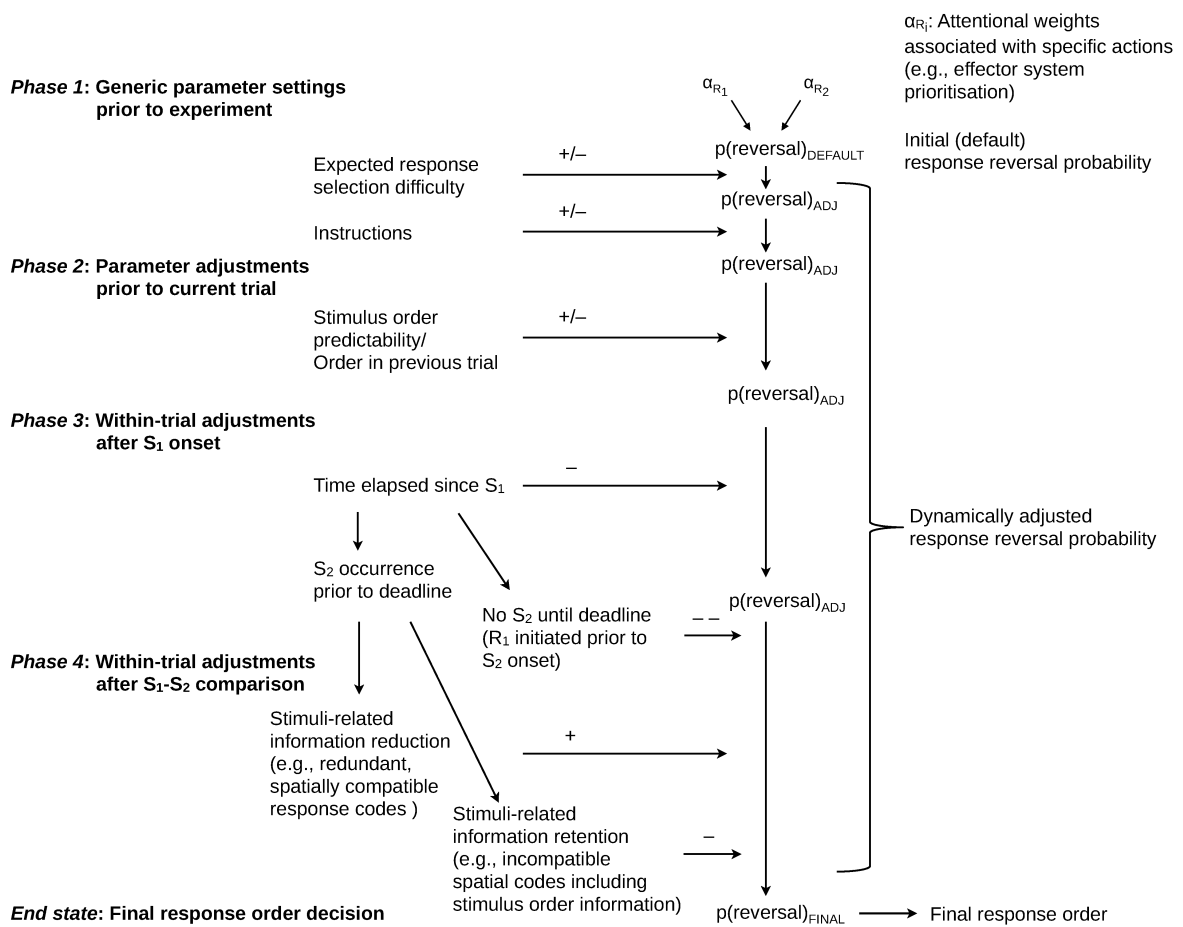 αRi: Attentional weights
associated with specific actions
(e.g., effector system
prioritisation)
Phase 1: Generic parameter settings
prior to experiment
αR1
αR2
p(reversal)DEFAULT
Initial (default)
response reversal probability
Expected response
selection difficulty
+/–
p(reversal)ADJ
Instructions
+/–
Phase 2: Parameter adjustments
prior to current trial
p(reversal)ADJ
Stimulus order
predictability/
Order in previous trial
+/–
p(reversal)ADJ
Phase 3: Within-trial adjustments
after S1 onset
Time elapsed since S1
–
Dynamically adjusted
response reversal probability
S2 occurrence
prior to deadline
No S2 until deadline
(R1 initiated prior to
S2 onset)
– –
p(reversal)ADJ
Phase 4: Within-trial adjustments
after S1-S2 comparison
Stimuli-related
information reduction
(e.g., redundant,
spatially compatible
response codes )
+
Stimuli-related
information retention
(e.g., incompatible
spatial codes including
stimulus order information)
–
End state: Final response order decision
p(reversal)FINAL
Final response order